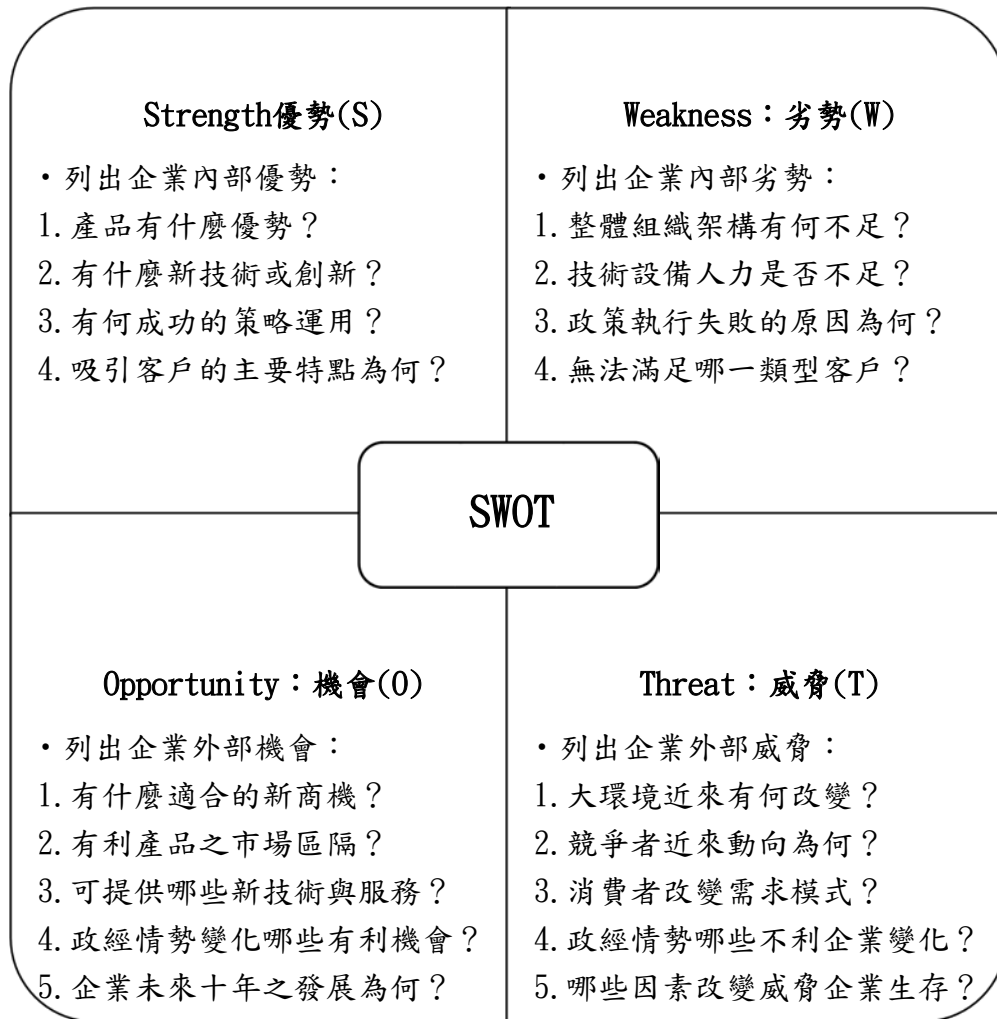 Strength優勢(S)
・列出企業內部優勢：
1.產品有什麼優勢？
2.有什麼新技術或創新？
3.有何成功的策略運用？
4.吸引客戶的主要特點為何？
Weakness：劣勢(W)
・列出企業內部劣勢：
1.整體組織架構有何不足？
2.技術設備人力是否不足？
3.政策執行失敗的原因為何？
4.無法滿足哪一類型客戶？
SWOT
Opportunity：機會(O)
・列出企業外部機會：
1.有什麼適合的新商機？
2.有利產品之市場區隔？
3.可提供哪些新技術與服務？
4.政經情勢變化哪些有利機會？
5.企業未來十年之發展為何？
Threat：威脅(T)
・列出企業外部威脅：
1.大環境近來有何改變？
2.競爭者近來動向為何？
3.消費者改變需求模式？
4.政經情勢哪些不利企業變化？
5.哪些因素改變威脅企業生存？